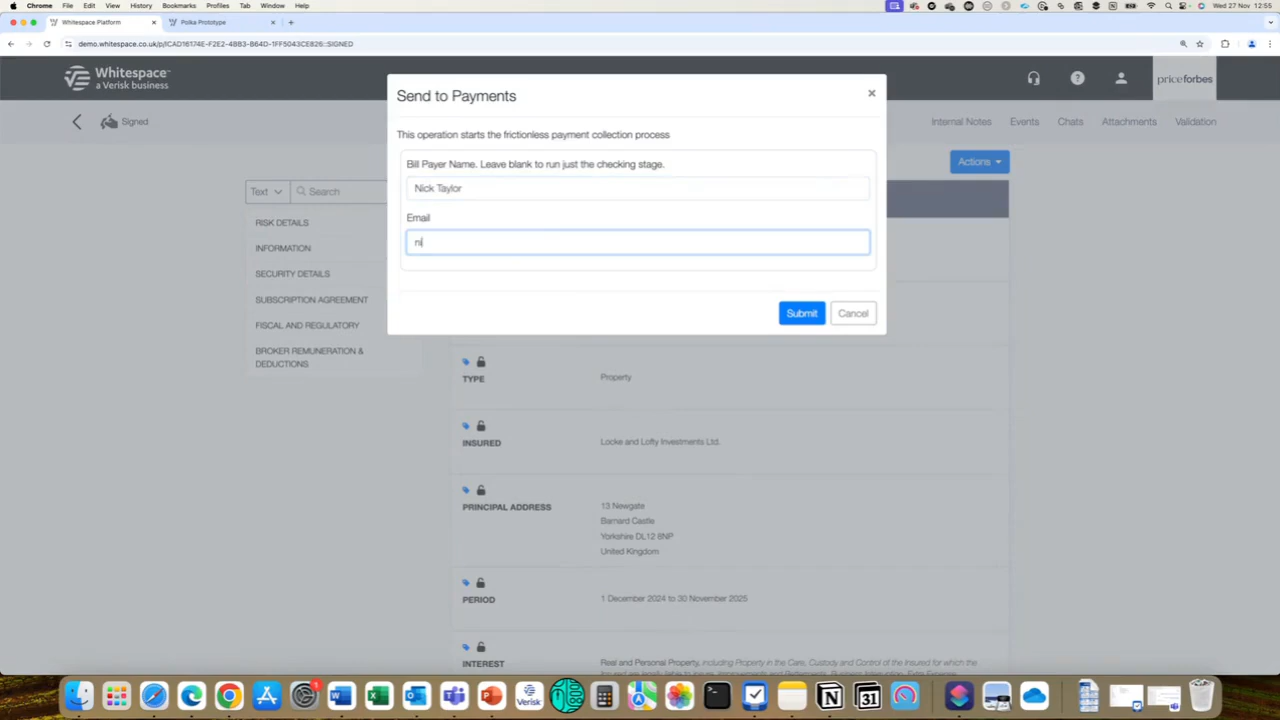 Chrome File Edit View History Bookmarks Profiles Tab Window Help
Wed 27 Nov 12:55
Whitespace Platform
Polka Prototype
demo.whitespace.co.uk/p/ICAD16174E-F2E2-4BB3-864D-1FF5043CE826::SIGNED
Whitespace
a Verisk business
priceforbes
Signed
Internal Notes Events Chats Attachments Validation
Send to Payments
This operation starts the frictionless payment collection process
Bill Payer Name. Leave blank to run just the checking stage.
Nick Taylor
Email
ni
Submit Cancel
Actions
Text Search
RISK DETAILS
INFORMATION
SECURITY DETAILS
SUBSCRIPTION AGREEMENT
FISCAL AND REGULATORY
BROKER REMUNERATION &
DEDUCTIONS
TYPE Property
INSURED Locke and Lofty Investments Ltd.
PRINCIPAL ADDRESS 13 Newgate
Barnard Castle
Yorkshire DL12 8NP
United Kingdom
PERIOD 1 December 2024 to 30 November 2025
INTEREST Real and Personal Property, including Property in the Care, Custody and Control of the Insured for which the
Verisk
31